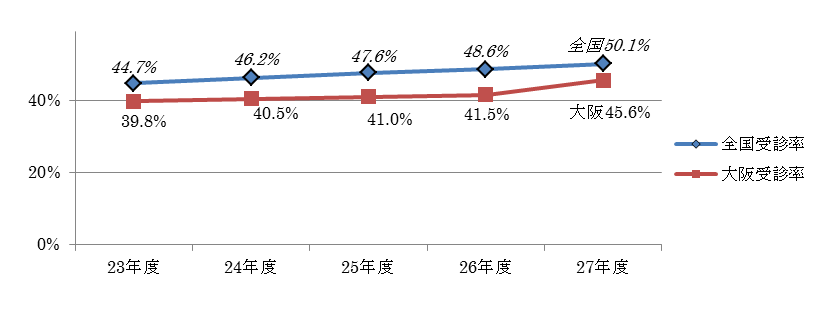 44.7%
46.2%
47.6%
48.6%
全国50.1%
40%
39.8%
40.5%
41.0%
41.5%
大阪45.6%
全国受診率
大阪受診率
20%
0%
23年度
24年度
25年度
26年度
27年度